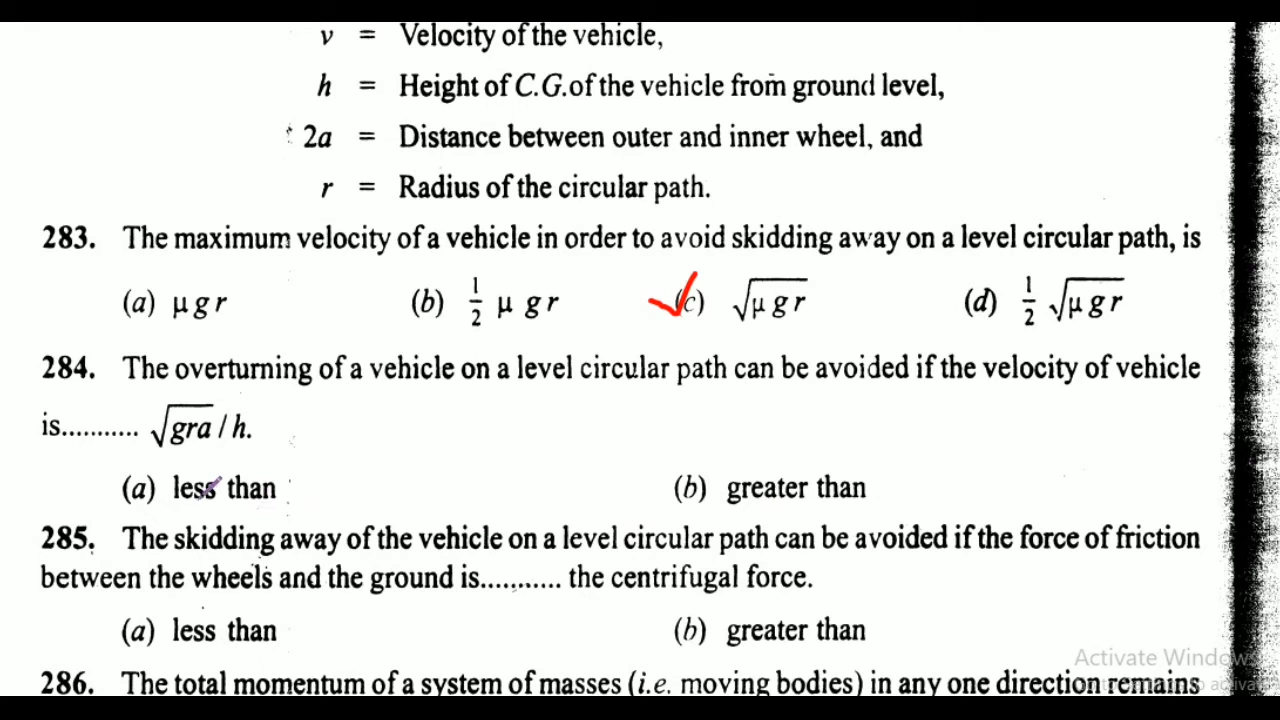 v = Velocity of the vehicle,
h = Height of C.G.of the vehicle from ground level,
2a = Distance between outer and inner wheel, and
r = Radius of the circular path.
283. The maximum velocity of a vehicle in order to avoid skidding away on a level circular path, is
(a) μ g r (b) 1/2 μ g r (c) √(μ g r) (d) 1/2 √(μ g r)
284. The overturning of a vehicle on a level circular path can be avoided if the velocity of vehicle
is........... √(gra) / h.
(a) less than (b) greater than
285. The skidding away of the vehicle on a level circular path can be avoided if the force of friction
between the wheels and the ground is........... the centrifugal force.
(a) less than (b) greater than
Activate Windows
286. The total momentum of a system of masses (i.e. moving bodies) in any one direction remains